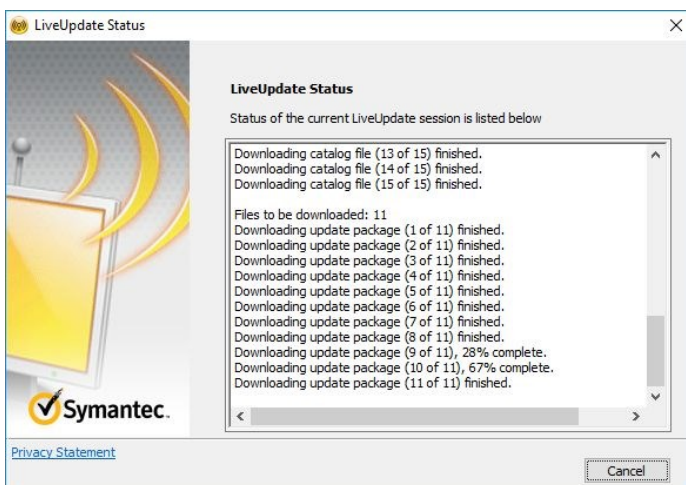 LiveUpdate Status
LiveUpdate Status
Status of the current LiveUpdate session is listed below
Downloading catalog file (13 of 15) finished.
Downloading catalog file (14 of 15) finished.
Downloading catalog file (15 of 15) finished.
Files to be downloaded: 11
Downloading update package (1 of 11) finished.
Downloading update package (2 of 11) finished.
Downloading update package (3 of 11) finished.
Downloading update package (4 of 11) finished.
Downloading update package (5 of 11) finished.
Downloading update package (6 of 11) finished.
Downloading update package (7 of 11) finished.
Downloading update package (8 of 11) finished.
Downloading update package (9 of 11), 28% complete.
Downloading update package (10 of 11), 67% complete.
Downloading update package (11 of 11) finished.
Symantec.
Privacy Statement
Cancel